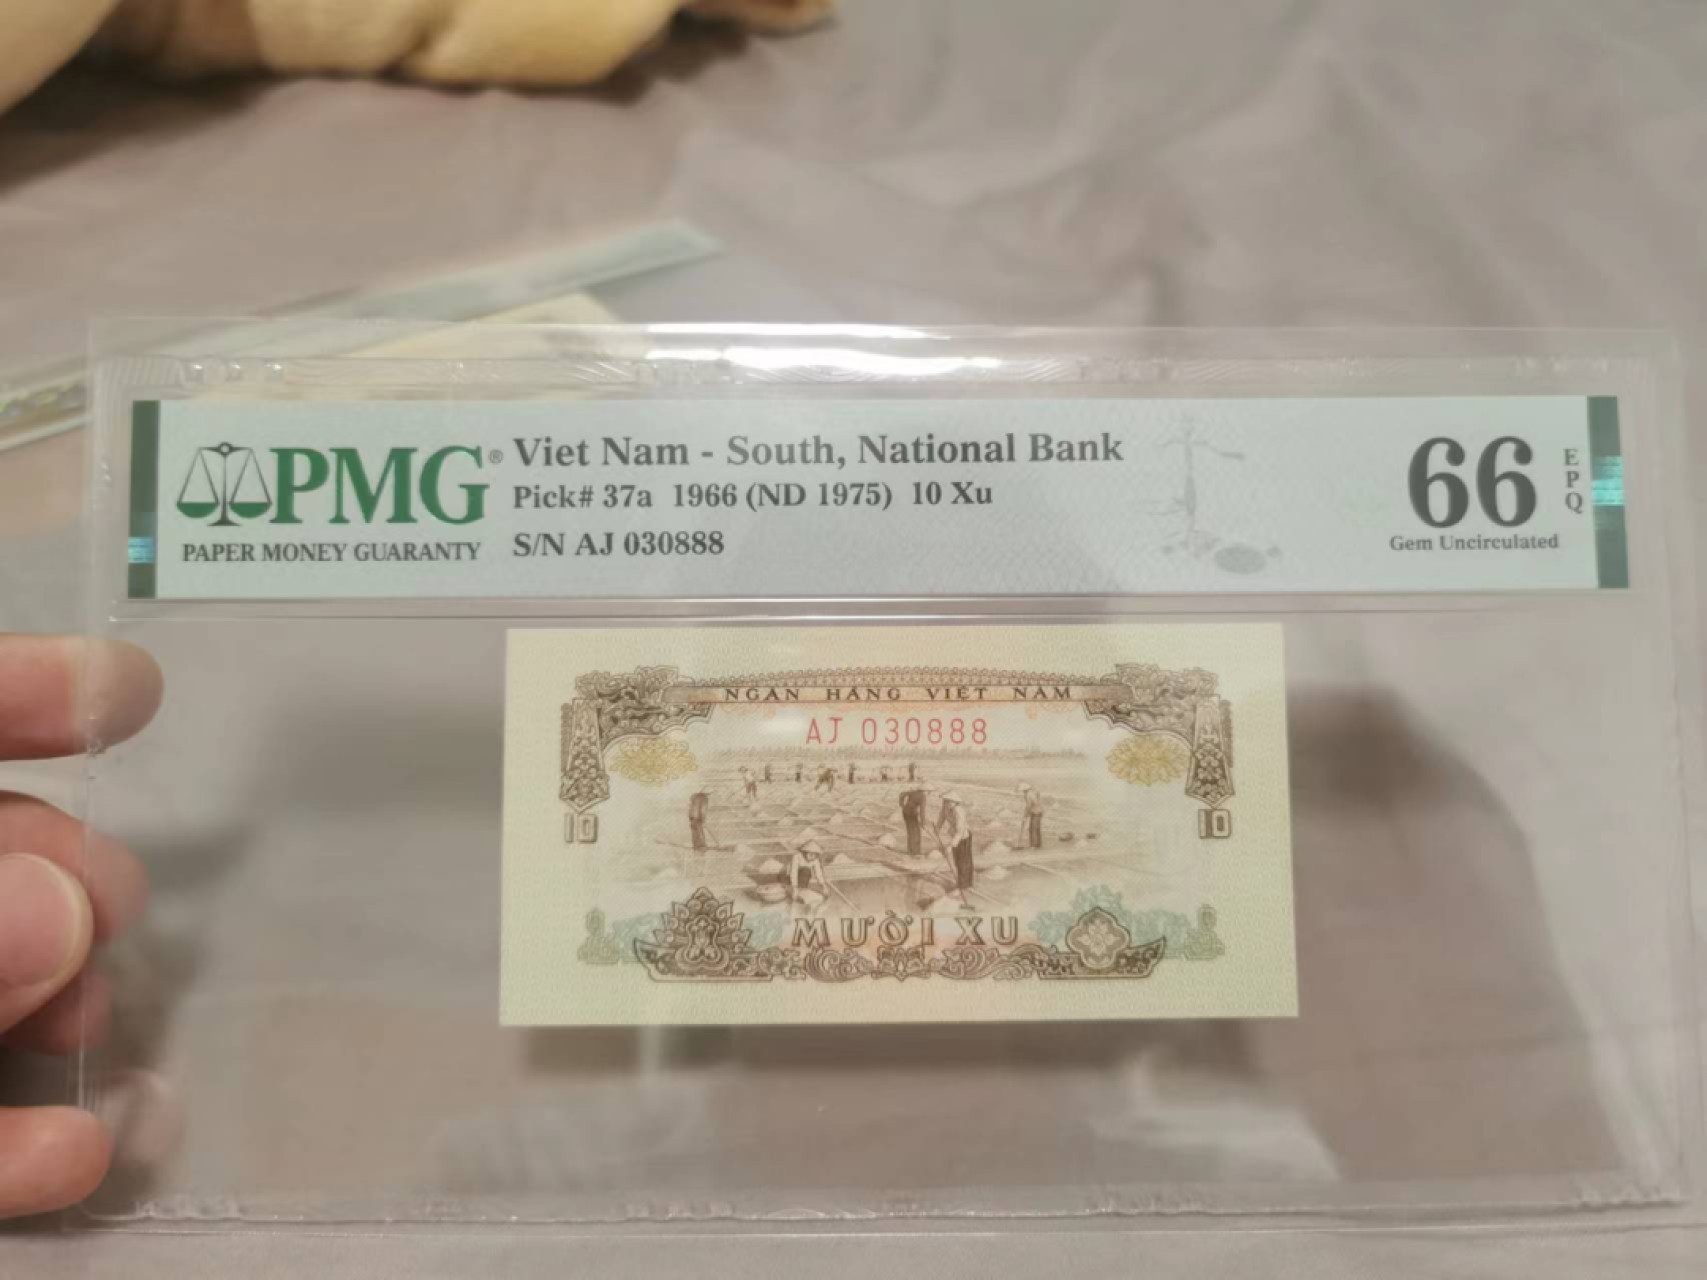 PMG®
PAPER MONEY GUARANTY
Viet Nam - South, National Bank
Pick# 37a 1966 (ND 1975) 10 Xu
S/N AJ 030888
66
EPQ
Gem Uncirculated
NGÂN HÀNG VIỆT NAM
AJ 030888
10
10
MƯỜI XU